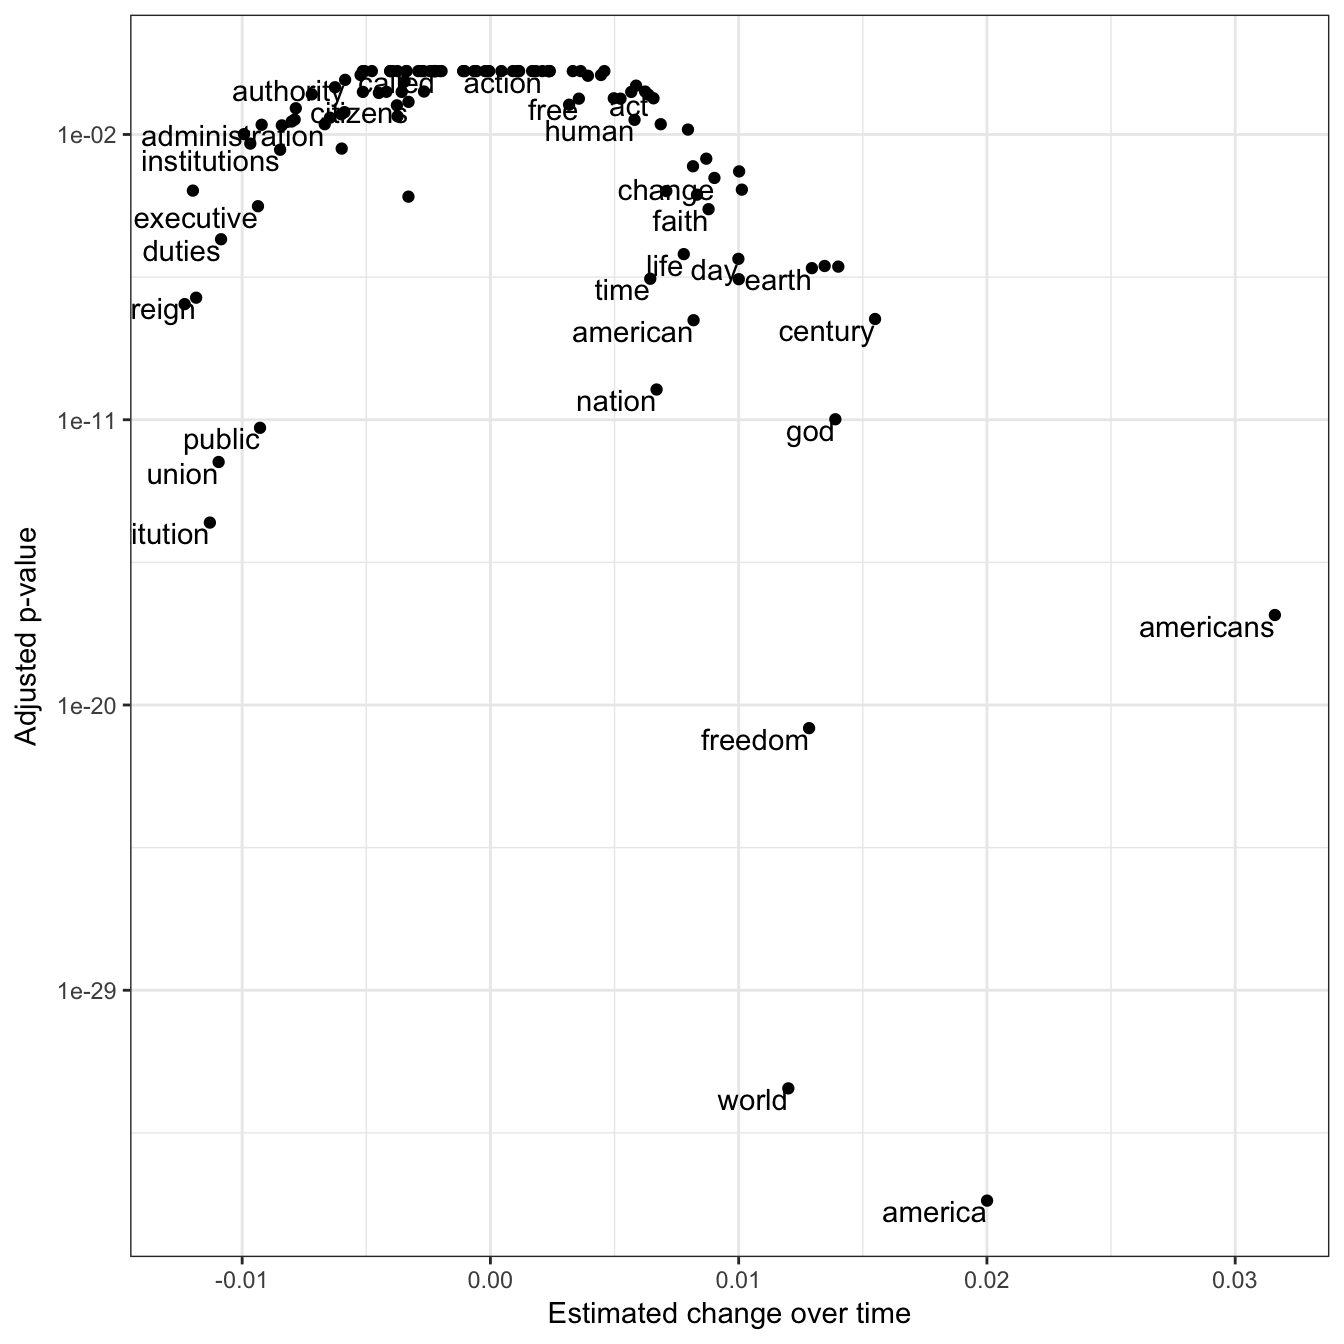 authority
called
action
citizens
free
act
human
administration
institutions
change
executive
faith
duties
life
day
earth
time
reign
american
century
nation
god
public
union
itution
americans
freedom
world
america
1e-02
1e-11
1e-20
1e-29
Adjusted p-value
-0.01
0.00
0.01
0.02
0.03
Estimated change over time